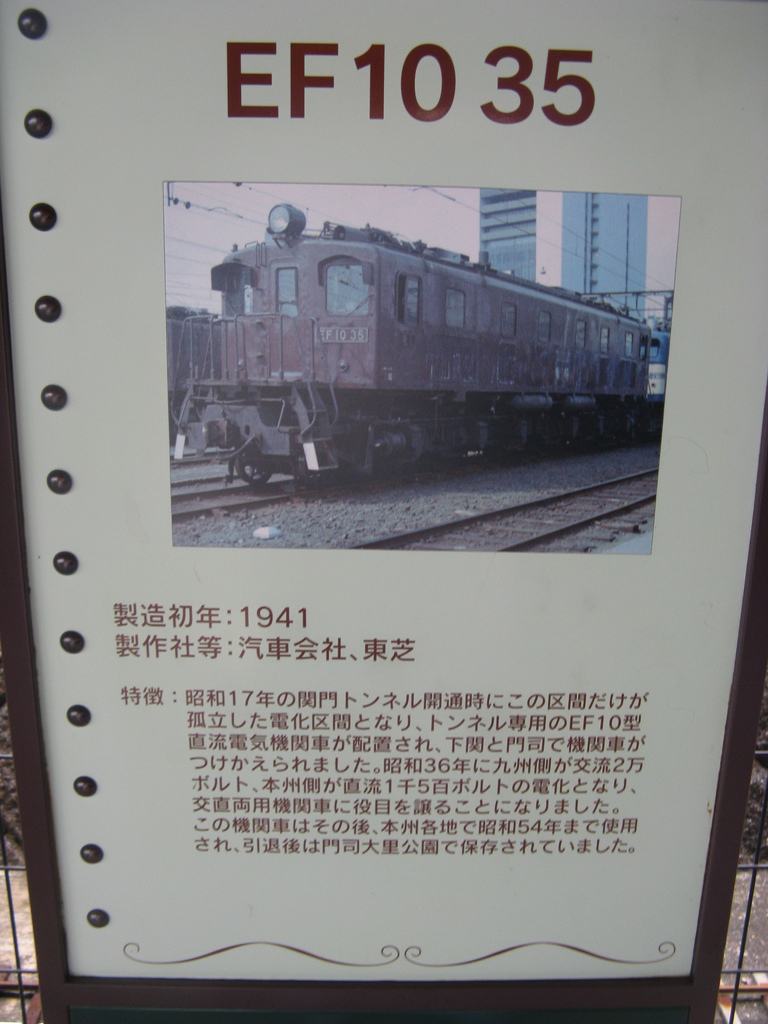 EF10 35
EF10 35
製造初年：1941
製作社等：汽車会社、東芝
特徴：昭和17年の関門トンネル開通時にこの区間だけが
孤立した電化区間となり、トンネル専用のEF10型
直流電気機関車が配置され、下関と門司で機関車が
つけかえられました。昭和36年に九州側が交流2万
ボルト、本州側が直流1千5百ボルトの電化となり、
交直両用機関車に役目を譲ることになりました。
この機関車はその後、本州各地で昭和54年まで使用
され、引退後は門司大里公園で保存されていました。